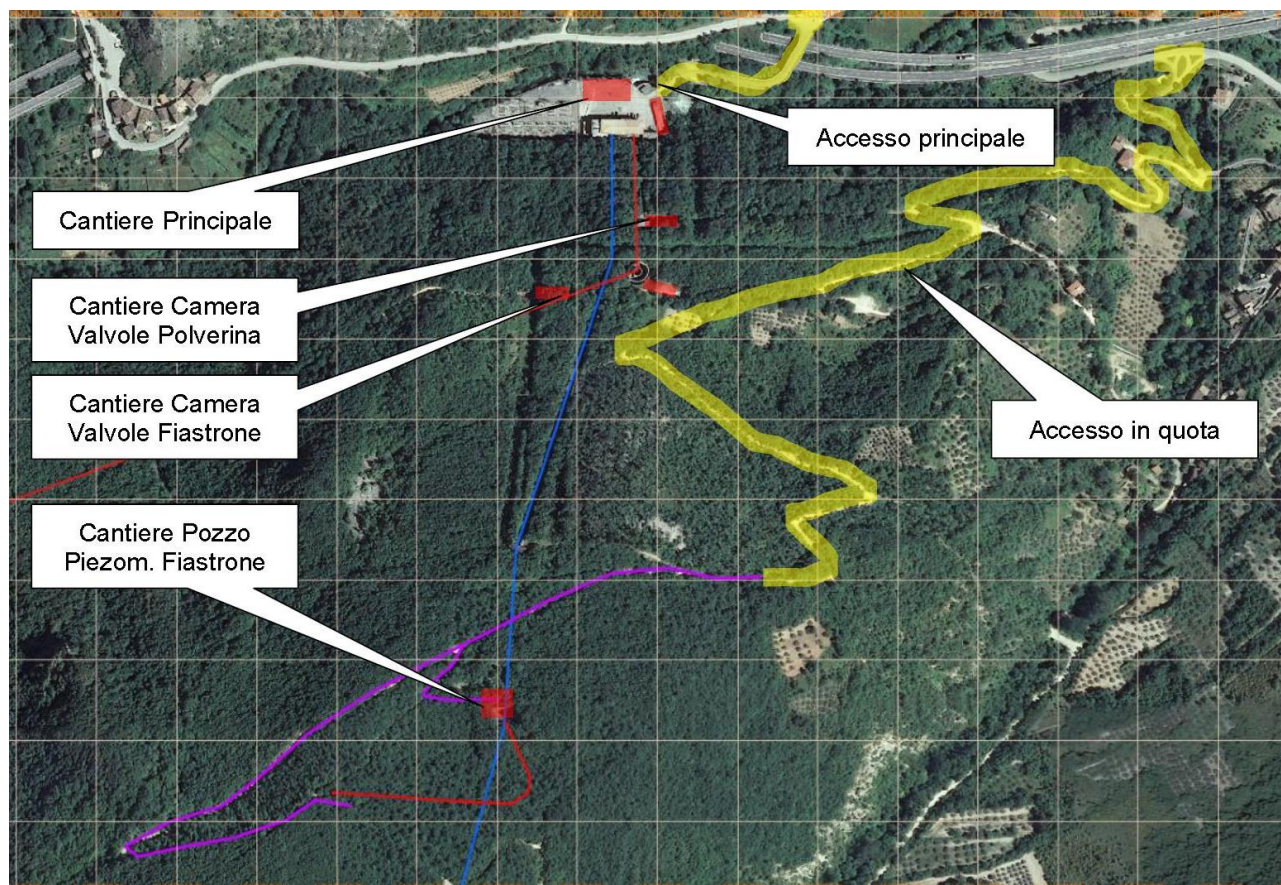 Accesso principale
Cantiere Principale
Cantiere Camera
Valvole Polverina
Cantiere Camera
Valvole Fiastrone
Accesso in quota
Cantiere Pozzo
Piezom. Fiastrone